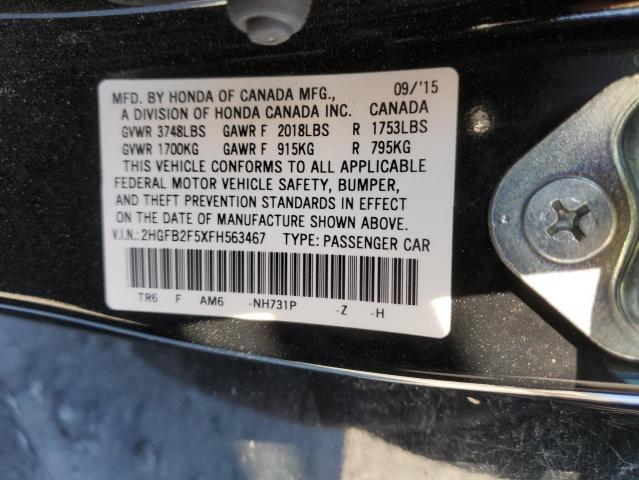 MFD. BY HONDA OF CANADA MFG., 09/'15
A DIVISION OF HONDA CANADA INC. CANADA
GVWR 3748LBS GAWR F 2018LBS R 1753LBS
GVWR 1700KG GAWR F 915KG R 795KG
THIS VEHICLE CONFORMS TO ALL APPLICABLE
FEDERAL MOTOR VEHICLE SAFETY, BUMPER,
AND THEFT PREVENTION STANDARDS IN EFFECT
ON THE DATE OF MANUFACTURE SHOWN ABOVE.
V.I.N.:2HGFB2F5XFH563467 TYPE: PASSENGER CAR
TR6 F AM6 -NH731P -Z -H